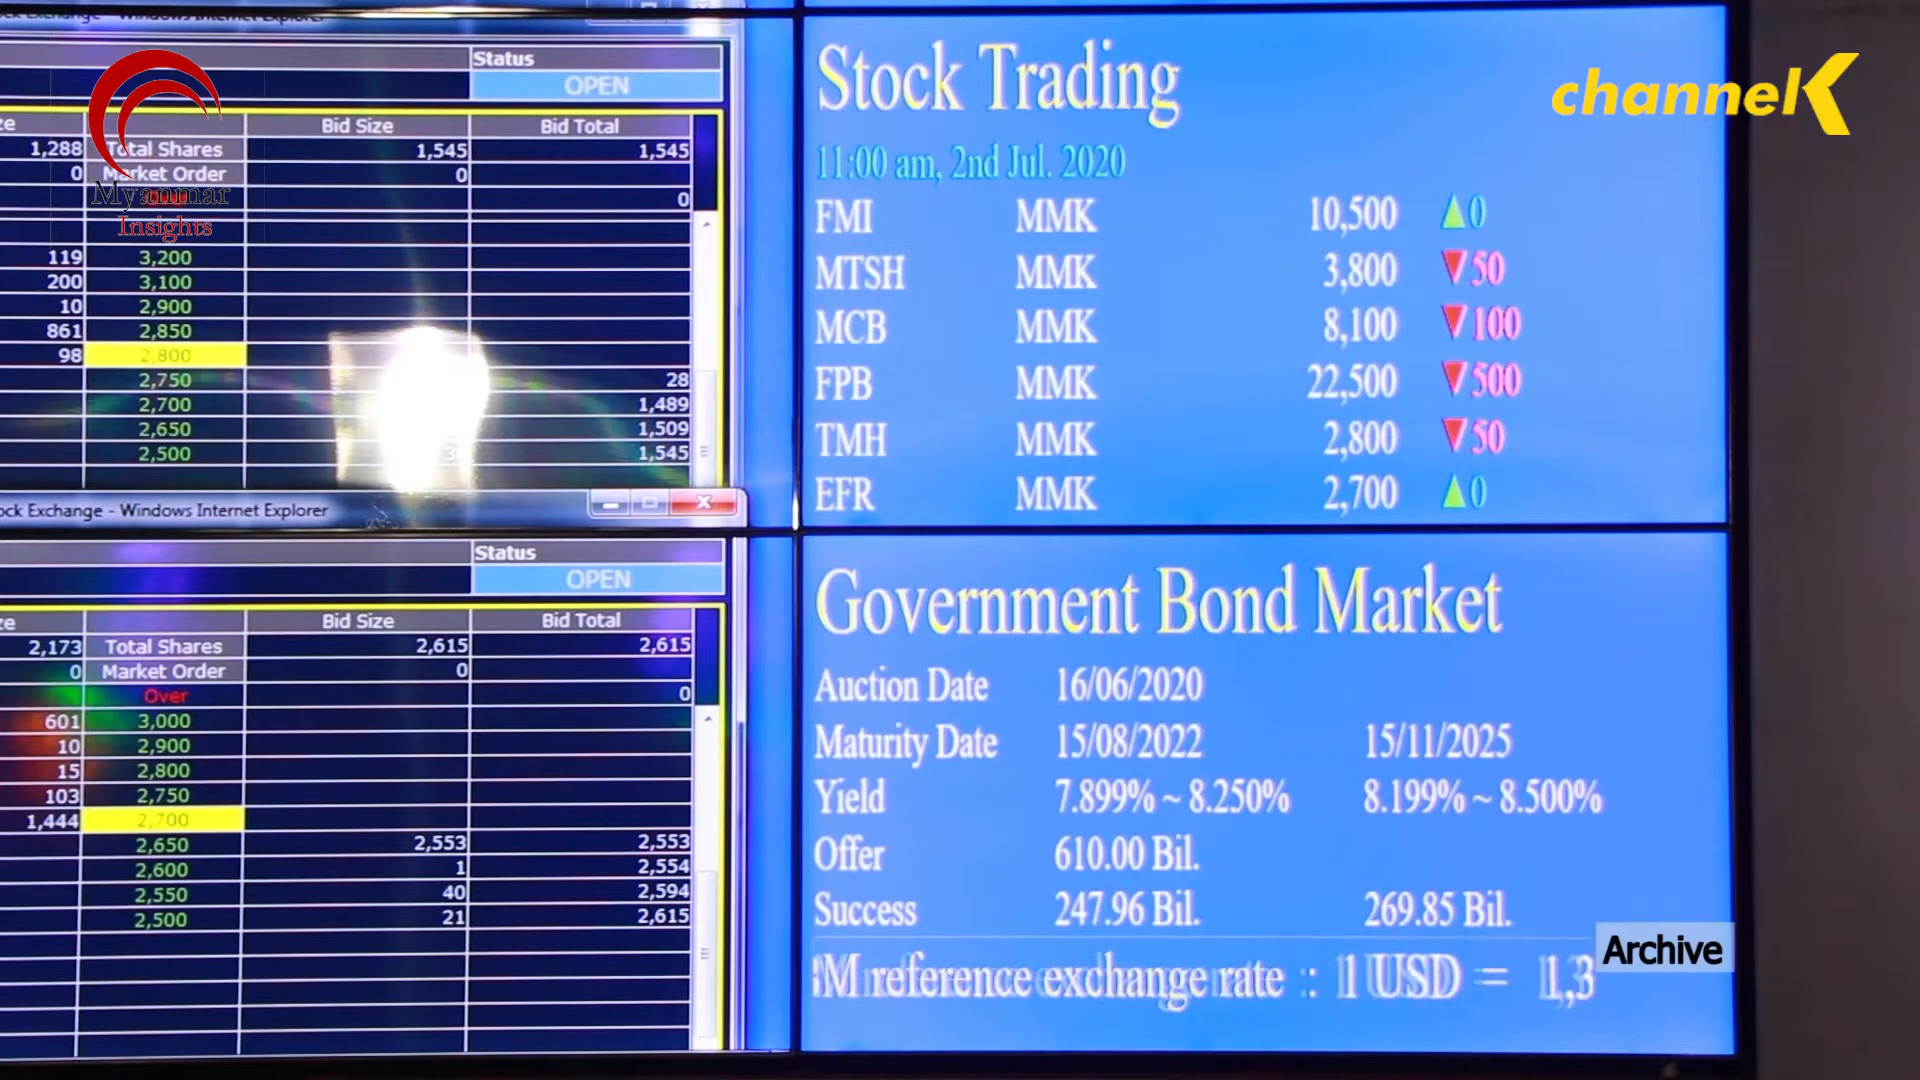 ock Exchange - Windows Internet Explorer
Status
OPEN
ze Bid Size Bid Total
1,288 Total Shares 1,545 1,545
0 Market Order 0
0
119 3,200
200 3,100
10 2,900
861 2,850
98 2,800
2,750 28
2,700 1,489
2,650 1,509
2,500 1,545
Myanmar
Insights
ock Exchange - Windows Internet Explorer
Status
OPEN
ze Bid Size Bid Total
2,173 Total Shares 2,615 2,615
0 Market Order 0
Over 0
601 3,000
10 2,900
15 2,800
103 2,750
1,444 2,700
2,650 2,553 2,553
2,600 1 2,554
2,550 40 2,594
2,500 21 2,615
Stock Trading
11:00 am, 2nd Jul. 2020
FMI MMK 10,500 ▲0
MTSH MMK 3,800 ▼50
MCB MMK 8,100 ▼100
FPB MMK 22,500 ▼500
TMH MMK 2,800 ▼50
EFR MMK 2,700 ▲0
channelK
Government Bond Market
Auction Date 16/06/2020
Maturity Date 15/08/2022 15/11/2025
Yield 7.899% ~ 8.250% 8.199% ~ 8.500%
Offer 610.00 Bil.
Success 247.96 Bil. 269.85 Bil.
M reference exchange rate : 1 USD = 1,3
Archive